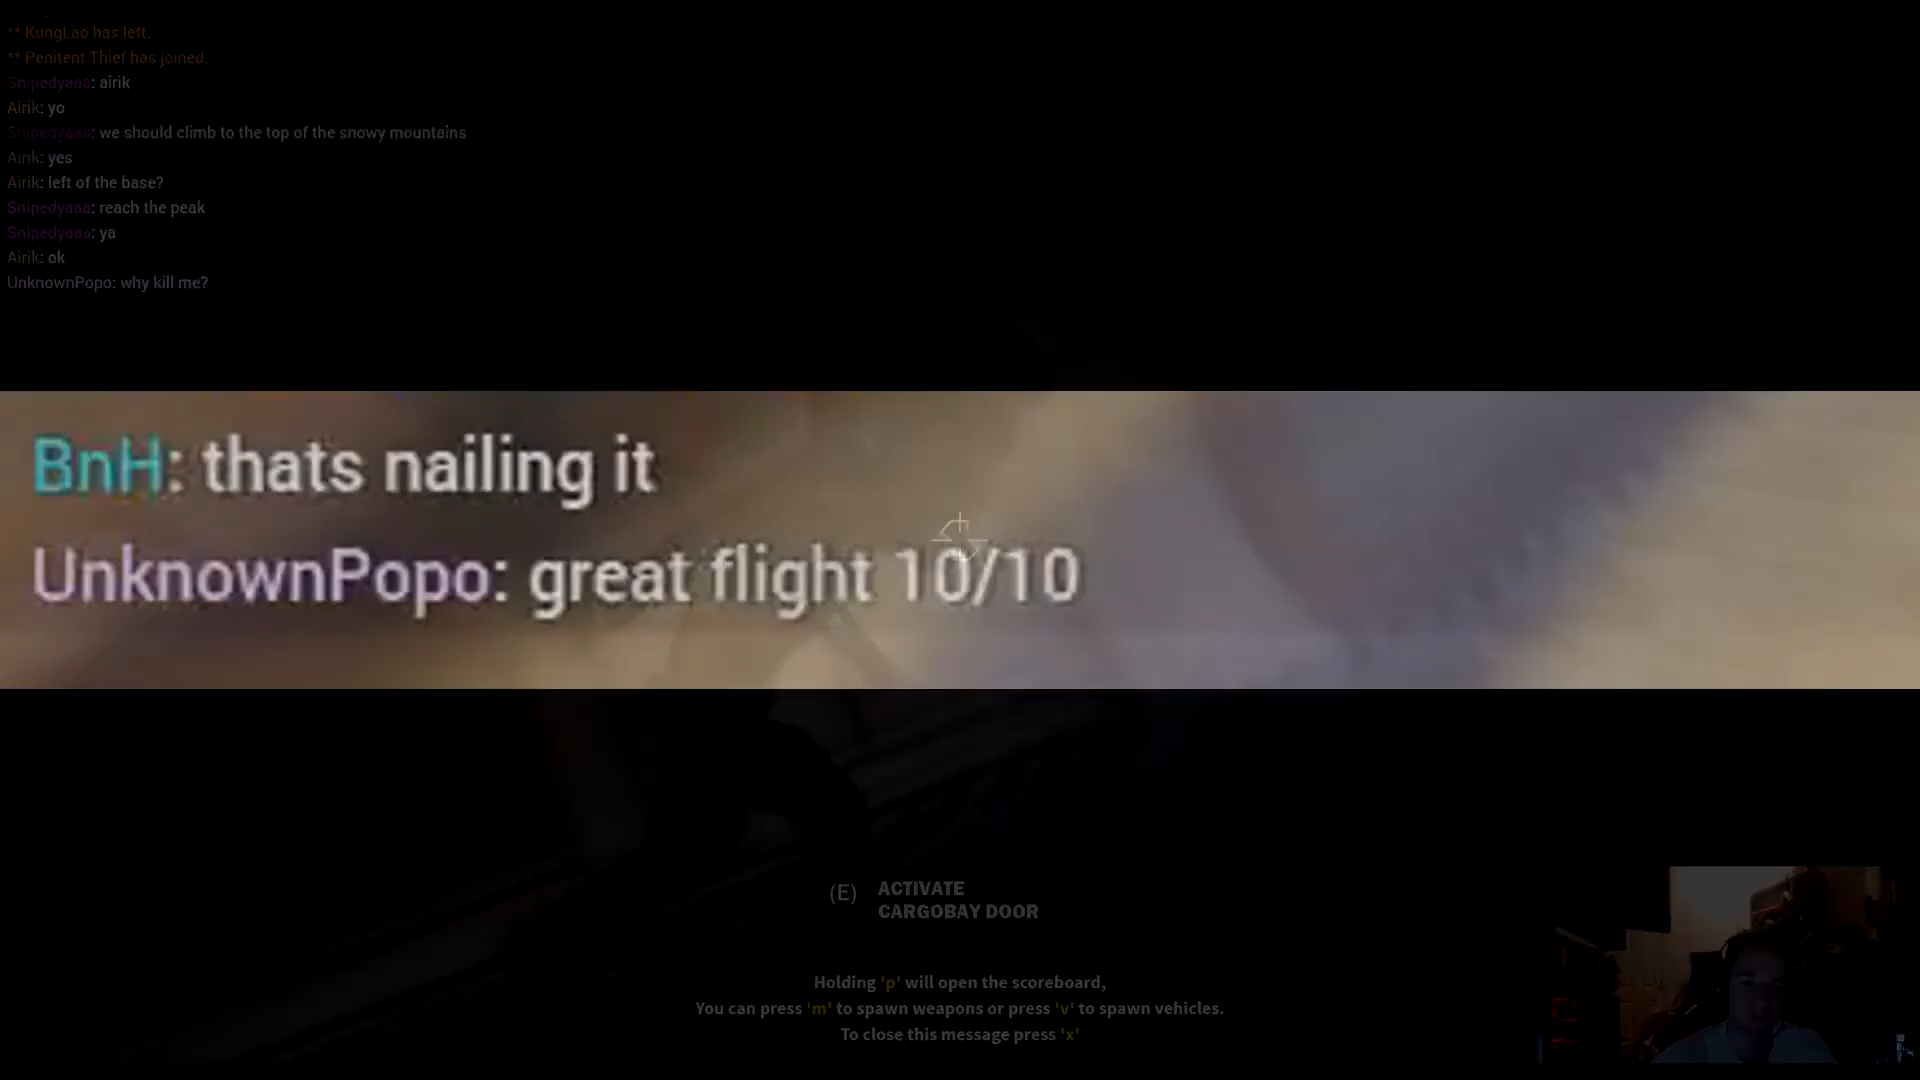 ** KungLao has left.
** Penitent Thief has joined.
Snipedyaaa: airik
Airik: yo
Snipedyaaa: we should climb to the top of the snowy mountains
Airik: yes
Airik: left of the base?
Snipedyaaa: reach the peak
Snipedyaaa: ya
Airik: ok
UnknownPopo: why kill me?
BnH: thats nailing it
UnknownPopo: great flight 10/10
(E) ACTIVATE
CARGOBAY DOOR
Holding 'p' will open the scoreboard,
You can press 'm' to spawn weapons or press 'v' to spawn vehicles.
To close this message press 'x'